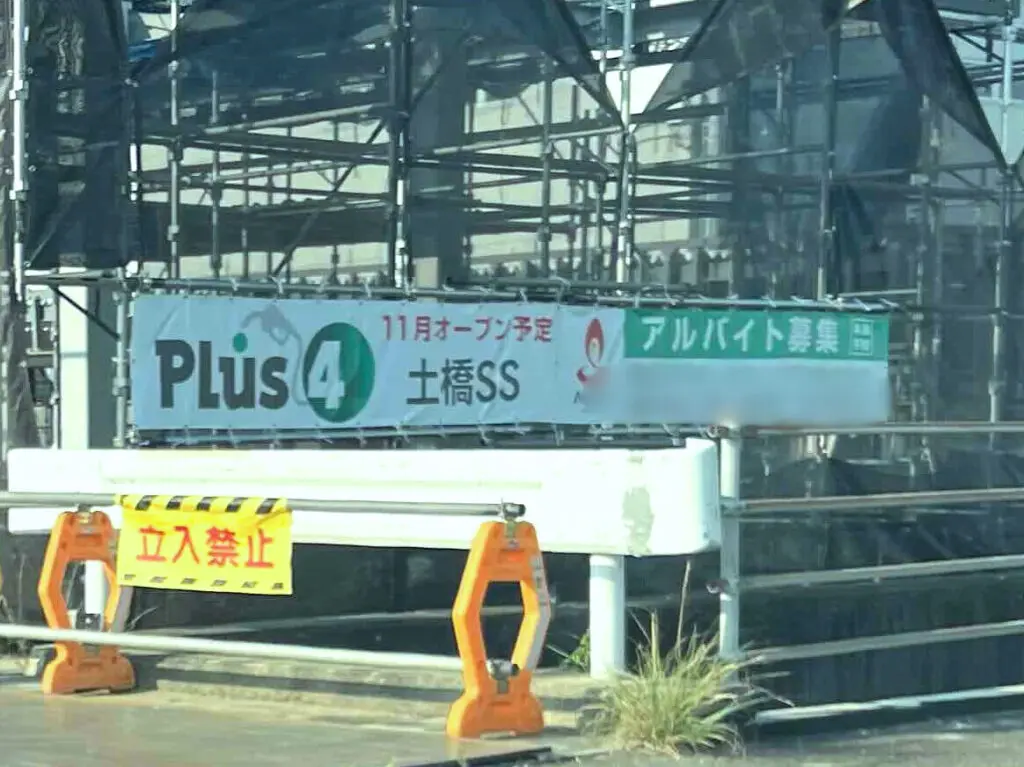 Plus 4
11月オープン予定
土橋SS
アルバイト募集
立入禁止